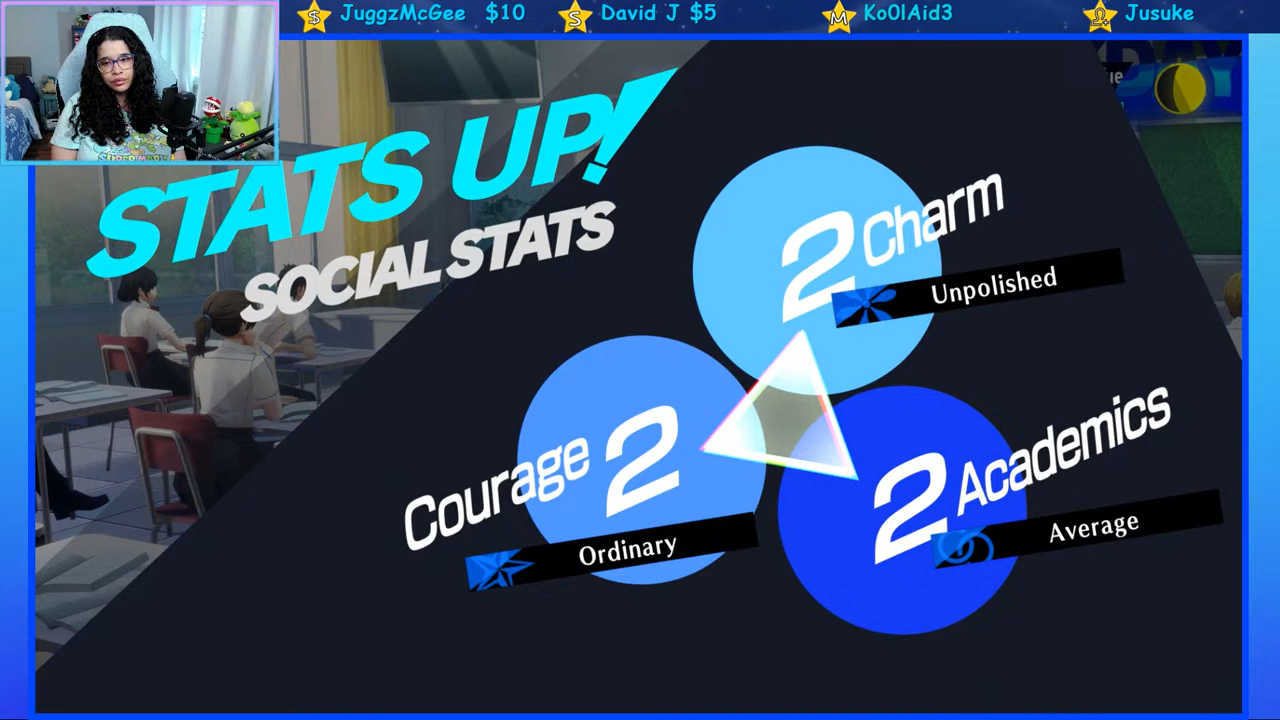 $ JuggzMcGee $10
S David J $5
M Ko0lAid3
Jusuke
STATS UP!
SOCIAL STATS
2 Charm
Unpolished
Courage 2
Ordinary
2 Academics
Average